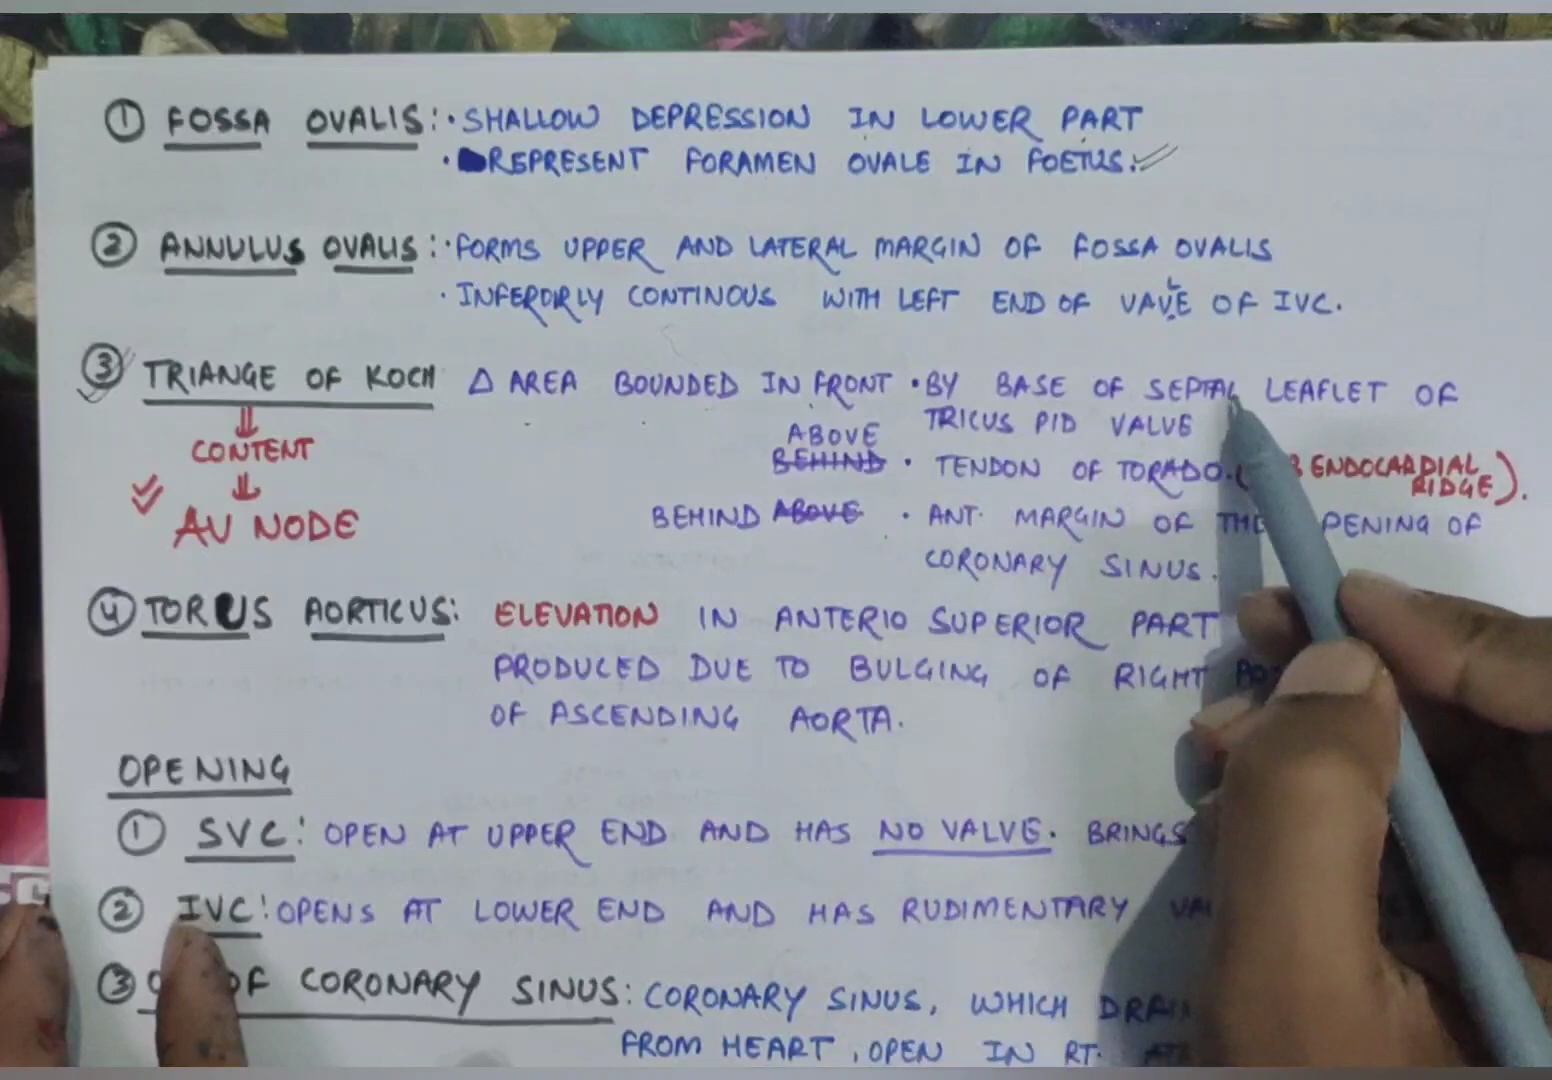 ① FOSSA OVALIS: • SHALLOW DEPRESSION IN LOWER PART
• REPRESENT FORAMEN OVALE IN FOETUS.
② ANNULUS OVALIS: • FORMS UPPER AND LATERAL MARGIN OF FOSSA OVALIS
• INFERORLY CONTINOUS WITH LEFT END OF VAVLE OF IVC.
③ TRIANGE OF KOCH Δ AREA BOUNDED IN FRONT • BY BASE OF SEPTAL LEAFLET OF
TRICUSPID VALVE
⇓
CONTENT
↓
AV NODE
ABOVE BEHIND • TENDON OF TORADO. ENDOCARDIAL RIDGE).
BEHIND ABOVE • ANT. MARGIN OF THE OF
CORONARY SINUS.
④ TORUS AORTICUS: ELEVATION IN ANTERIO SUPERIOR PART
PRODUCED DUE TO BULGING OF RIGHT
OF ASCENDING AORTA.
OPENING
① SVC: OPEN AT UPPER END AND HAS NO VALVE. BRINGS
② IVC: OPENS AT LOWER END AND HAS RUDIMENTARY
③ OF CORONARY SINUS: CORONARY SINUS, WHICH
FROM HEART, OPEN IN RT.